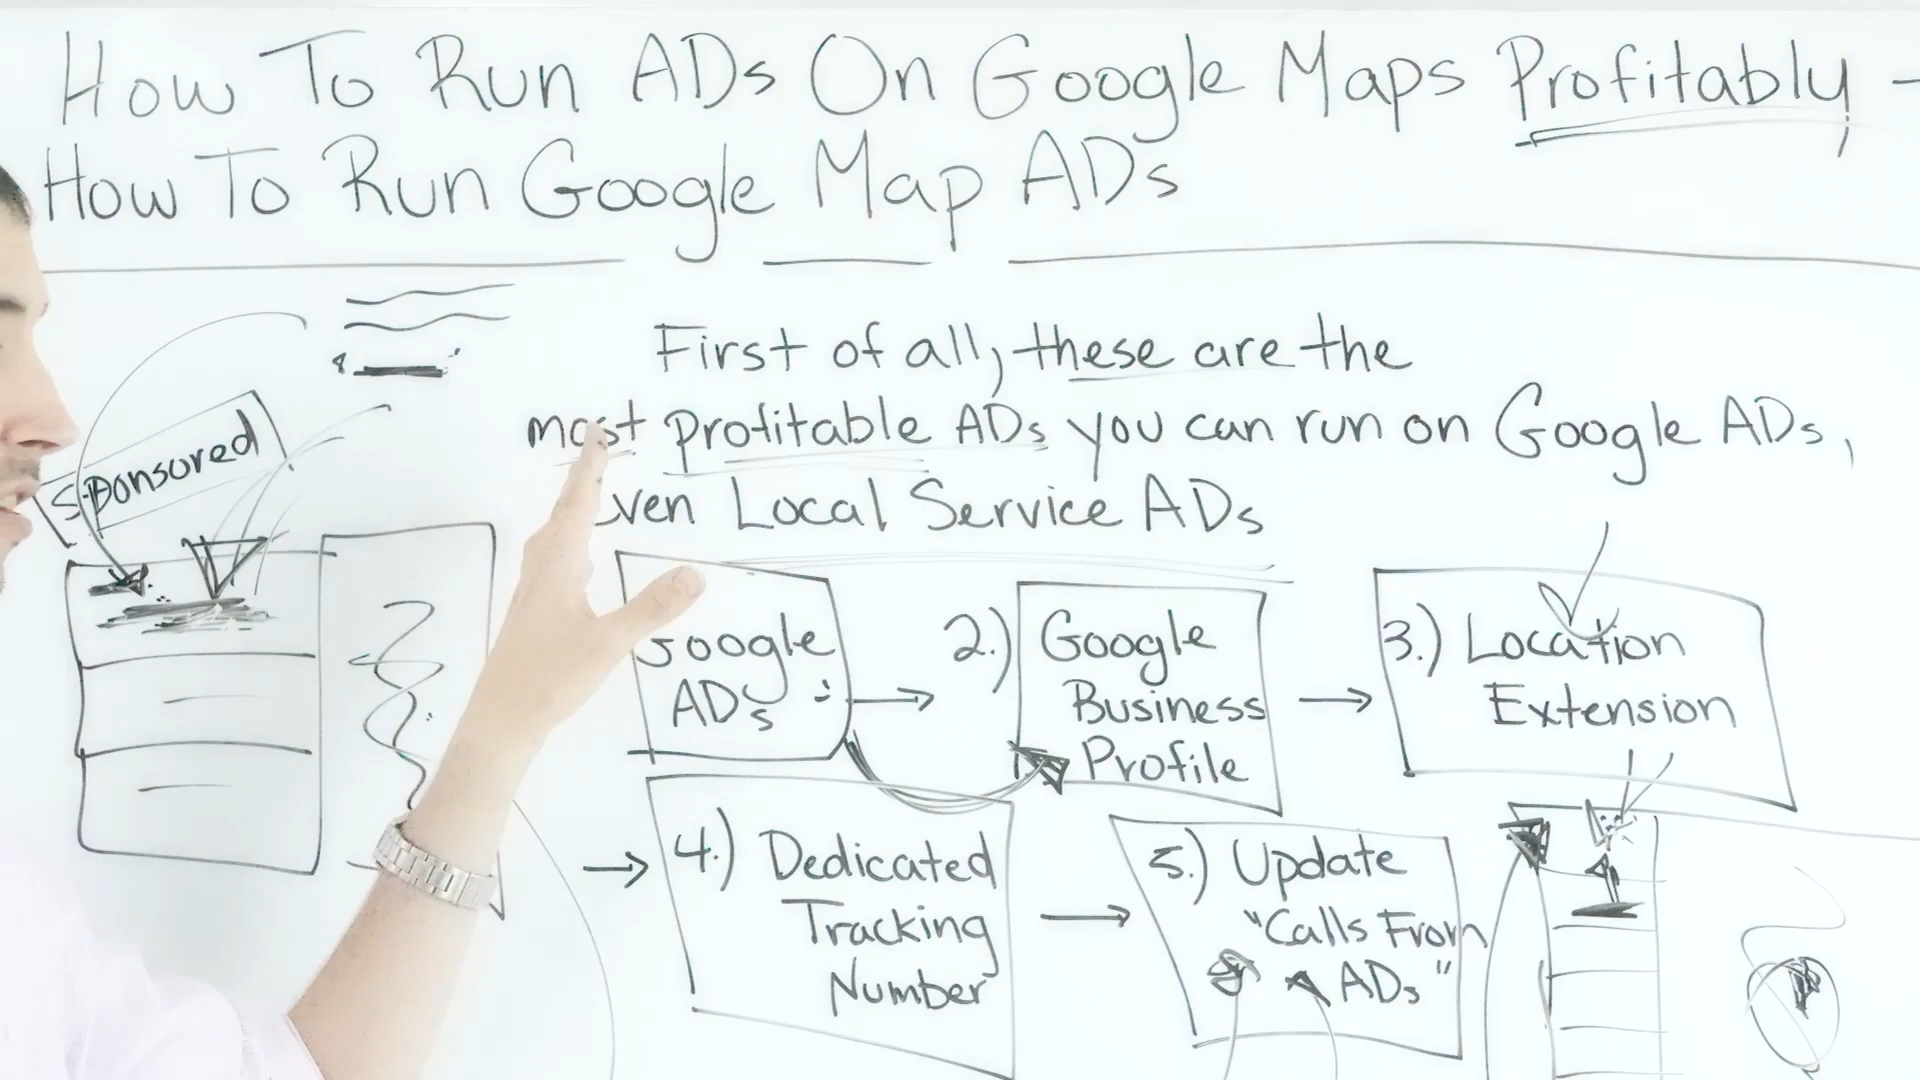 How To Run ADs On Google Maps Profitably -
How To Run Google Map ADs
First of all, these are the
most profitable ADs you can run on Google ADs,
even Local Service ADs
Sponsored
Google
ADs
2.) Google
Business
Profile
3.) Location
Extension
4.) Dedicated
Tracking
Number
5.) Update
"Calls From
ADs"